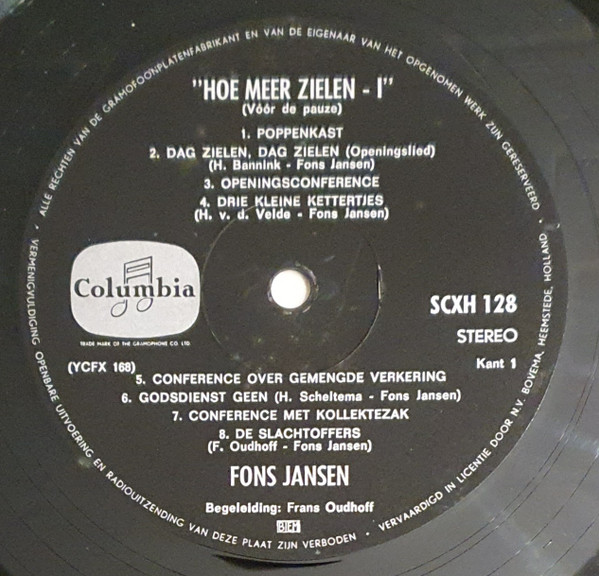 "HOE MEER ZIELEN - I"
(Vóór de pauze)
1. POPPENKAST
2. DAG ZIELEN, DAG ZIELEN (Openingslied)
(H. Bannink - Fons Jansen)
3. OPENINGSCONFERENCE
4. DRIE KLEINE KETTERTJES
(H. v. d. Velde - Fons Jansen)
Columbia
TRADE MARK OF THE GRAMOPHONE CO LTD.
SCXH 128
STEREO
(YCFX 168)
Kant 1
5. CONFERENCE OVER GEMENGDE VERKERING
6. GODSDIENST GEEN (H. Scheltema - Fons Jansen)
7. CONFERENCE MET KOLLEKTEZAK
8. DE SLACHTOFFERS
(F. Oudhoff - Fons Jansen)
FONS JANSEN
Begeleiding: Frans Oudhoff
BIEM
• ALLE RECHTEN VAN DE GRAMOFOONPLATENFABRIKANT EN VAN DE EIGENAAR VAN HET OPGENOMEN WERK ZIJN GERESERVEERD •
VERMENIGVULDIGING OPENBARE UITVOERING EN RADIOUITZENDING VAN DEZE PLAAT ZIJN VERBODEN • VERVAARDIGD IN LICENTIE DOOR N.V. BOVEMA, HEEMSTEDE, HOLLAND